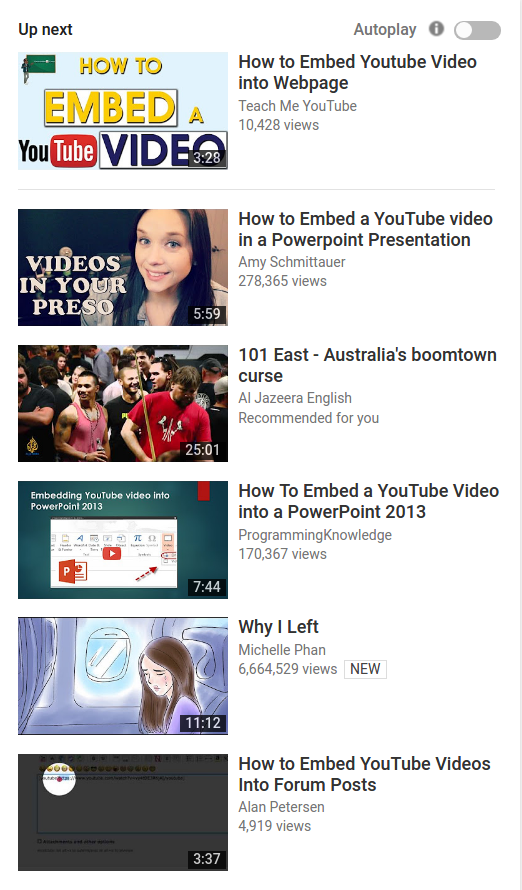 Up next
Autoplay
HOW TO
EMBED A
YouTube VIDEO
3:28
How to Embed Youtube Video
into Webpage
Teach Me YouTube
10,428 views
VIDEOS
IN YOUR
PRESO
5:59
How to Embed a YouTube video
in a Powerpoint Presentation
Amy Schmittauer
278,365 views
25:01
101 East - Australia's boomtown
curse
Al Jazeera English
Recommended for you
Embedding YouTube video into
PowerPoint 2013
7:44
How To Embed a YouTube Video
into a PowerPoint 2013
ProgrammingKnowledge
170,367 views
11:12
Why I Left
Michelle Phan
6,664,529 views NEW
3:37
How to Embed YouTube Videos
Into Forum Posts
Alan Petersen
4,919 views